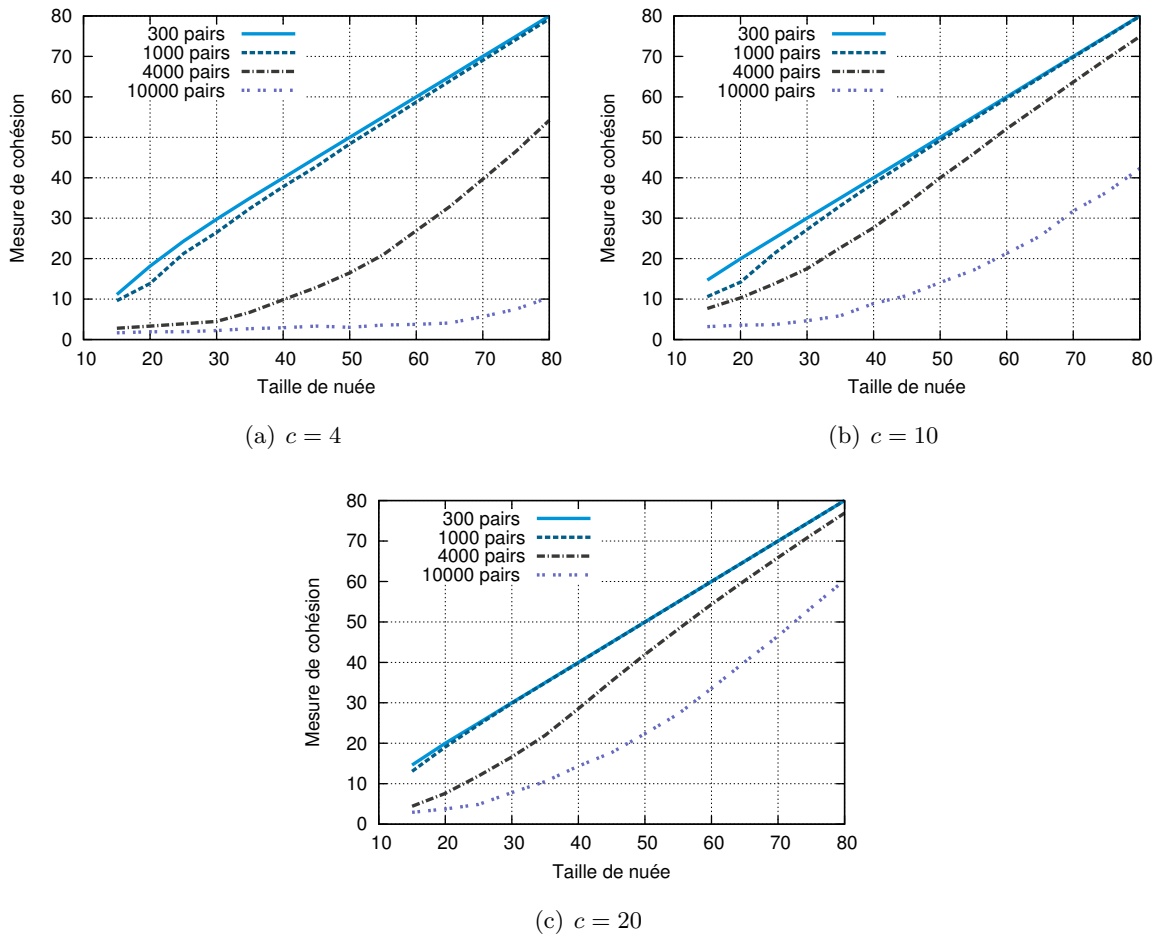 80
70
60
50
40
30
20
10
0
10 20 30 40 50 60 70 80
Mesure de cohésion
Taille de nuée
300 pairs
1000 pairs
4000 pairs
10000 pairs
(a) c = 4
80
70
60
50
40
30
20
10
0
10 20 30 40 50 60 70 80
Mesure de cohésion
Taille de nuée
300 pairs
1000 pairs
4000 pairs
10000 pairs
(b) c = 10
80
70
60
50
40
30
20
10
0
10 20 30 40 50 60 70 80
Mesure de cohésion
Taille de nuée
300 pairs
1000 pairs
4000 pairs
10000 pairs
(c) c = 20